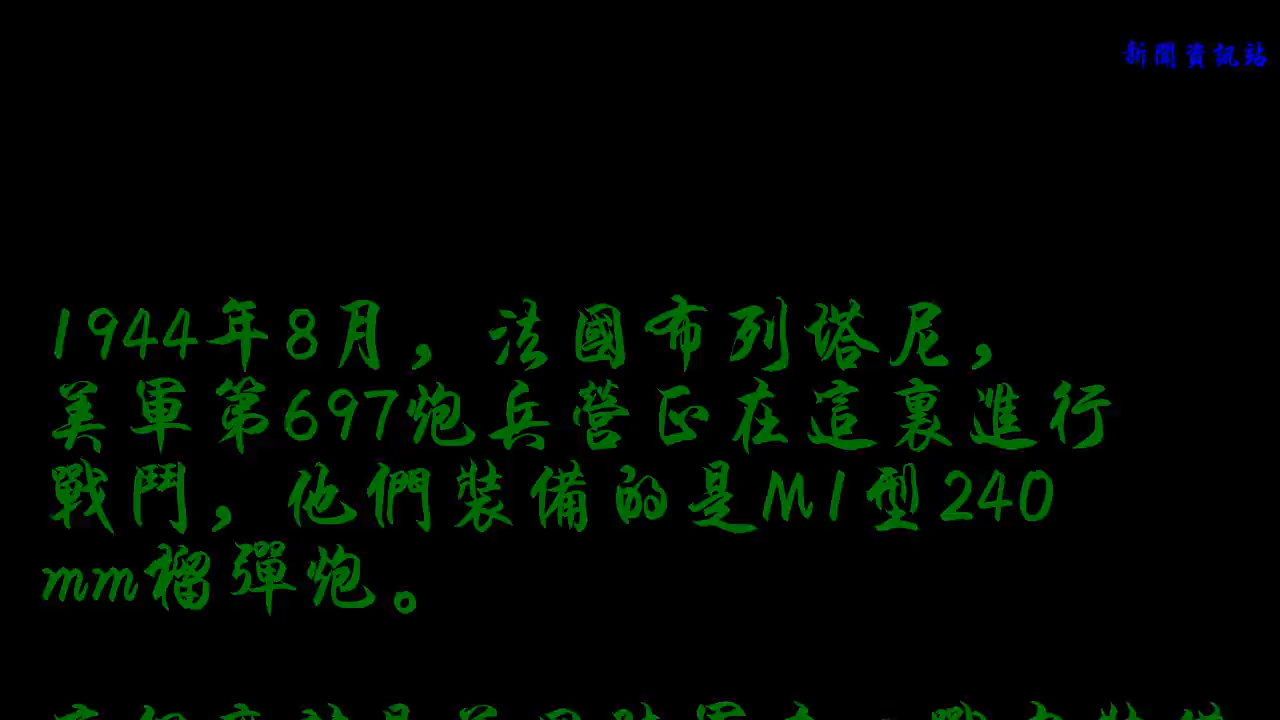 新聞資訊站
1944年8月，法國布列塔尼，
美軍第697炮兵營正在這裏進行
戰鬥，他們裝備的是M1型240
mm榴彈炮。